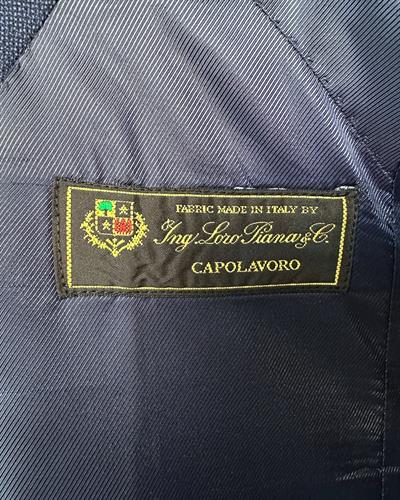 FABRIC MADE IN ITALY BY
Ing. Loro Piana & C.
CAPOLAVORO